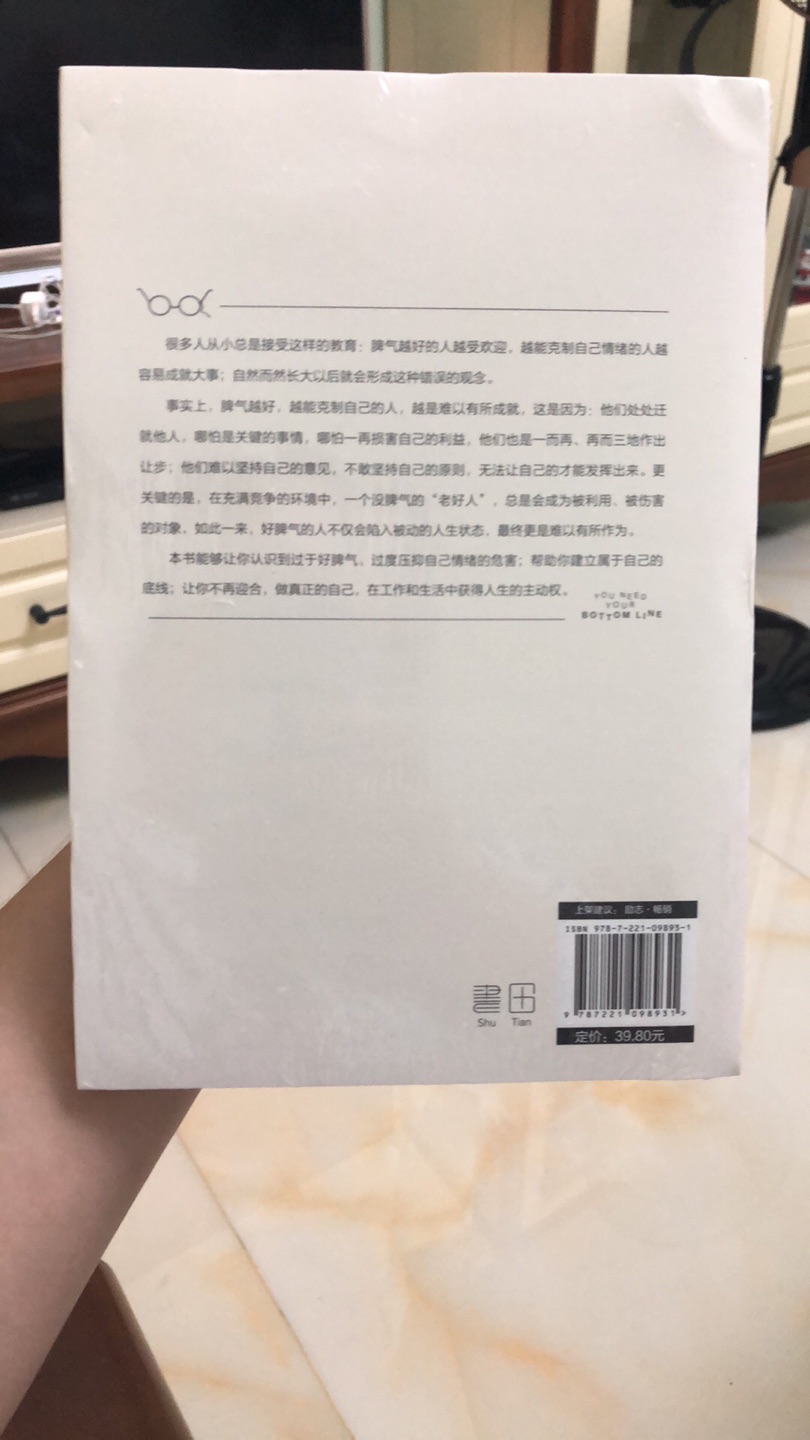 很多人从小总是接受这样的教育：脾气越好的人越受欢迎，越能克制自己情绪的人越
容易成就大事；自然而然长大以后就会形成这种错误的观念。
事实上，脾气越好，越能克制自己的人，越是难以有所成就，这是因为：他们处处迁
就他人，哪怕是关键的事情，哪怕一再损害自己的利益，他们也是一而再、再而三地作出
让步；他们难以坚持自己的意见，不敢坚持自己的原则，无法让自己的才能发挥出来。更
关键的是，在充满竞争的环境中，一个没脾气的“老好人”，总是会成为被利用、被伤害
的对象，如此一来，好脾气的人不仅会陷入被动的人生状态，最终更是难以有所作为。
本书能够让你认识到过于好脾气、过度压抑自己情绪的危害；帮助你建立属于自己的
底线；让你不再迎合，做真正的自己，在工作和生活中获得人生的主动权。
YOU NEED
YOUR
BOTTOM LINE
上架建议：励志·畅销
ISBN 978-7-221-09893-1
9 787221 098931 >
定价：39.80元
書田
Shu Tian